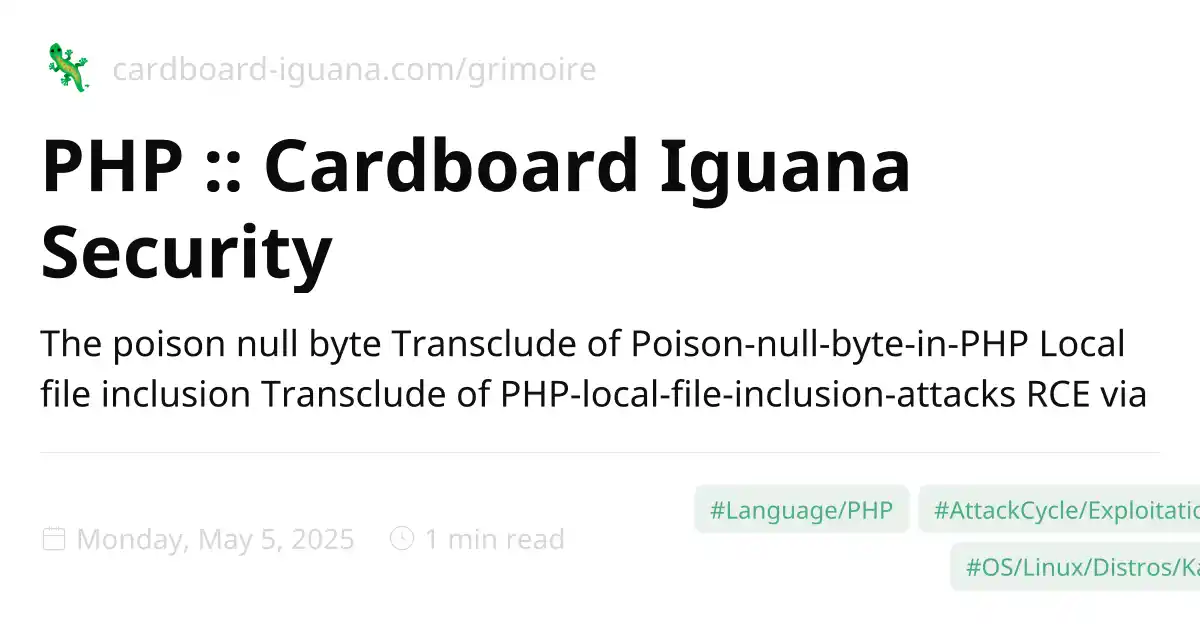 cardboard-iguana.com/grimoire
PHP :: Cardboard Iguana
Security
The poison null byte Transclude of Poison-null-byte-in-PHP Local
file inclusion Transclude of PHP-local-file-inclusion-attacks RCE via
#Language/PHP
#AttackCycle/Exploitatio
Monday, May 5, 2025
1 min read
#OS/Linux/Distros/Ka